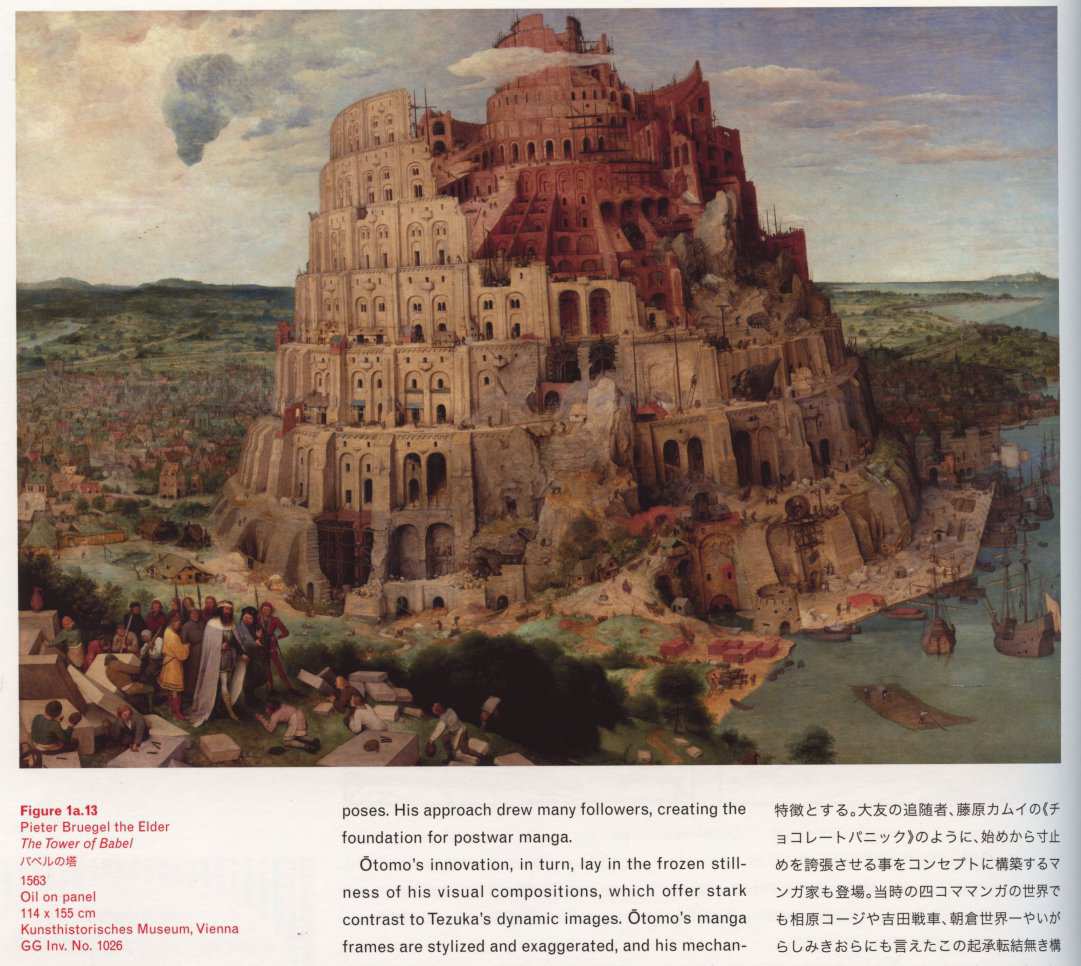 Figure 1a.13
Pieter Bruegel the Elder
The Tower of Babel
バベルの塔
1563
Oil on panel
114 x 155 cm
Kunsthistorisches Museum, Vienna
GG Inv. No. 1026
poses. His approach drew many followers, creating the
foundation for postwar manga.
Ōtomo's innovation, in turn, lay in the frozen still-
ness of his visual compositions, which offer stark
contrast to Tezuka's dynamic images. Ōtomo's manga
frames are stylized and exaggerated, and his mechan-
特徴とする。大友の追随者、藤原カムイの《チ
ョコレートパニック》のように、始めから寸止
めを誇張させる事をコンセプトに構築するマ
ンガ家も登場。当時の四コママンガの世界で
も相原コージや吉田戦車、朝倉世界一やいが
らしみきおらにも言えたこの起承転結無き構